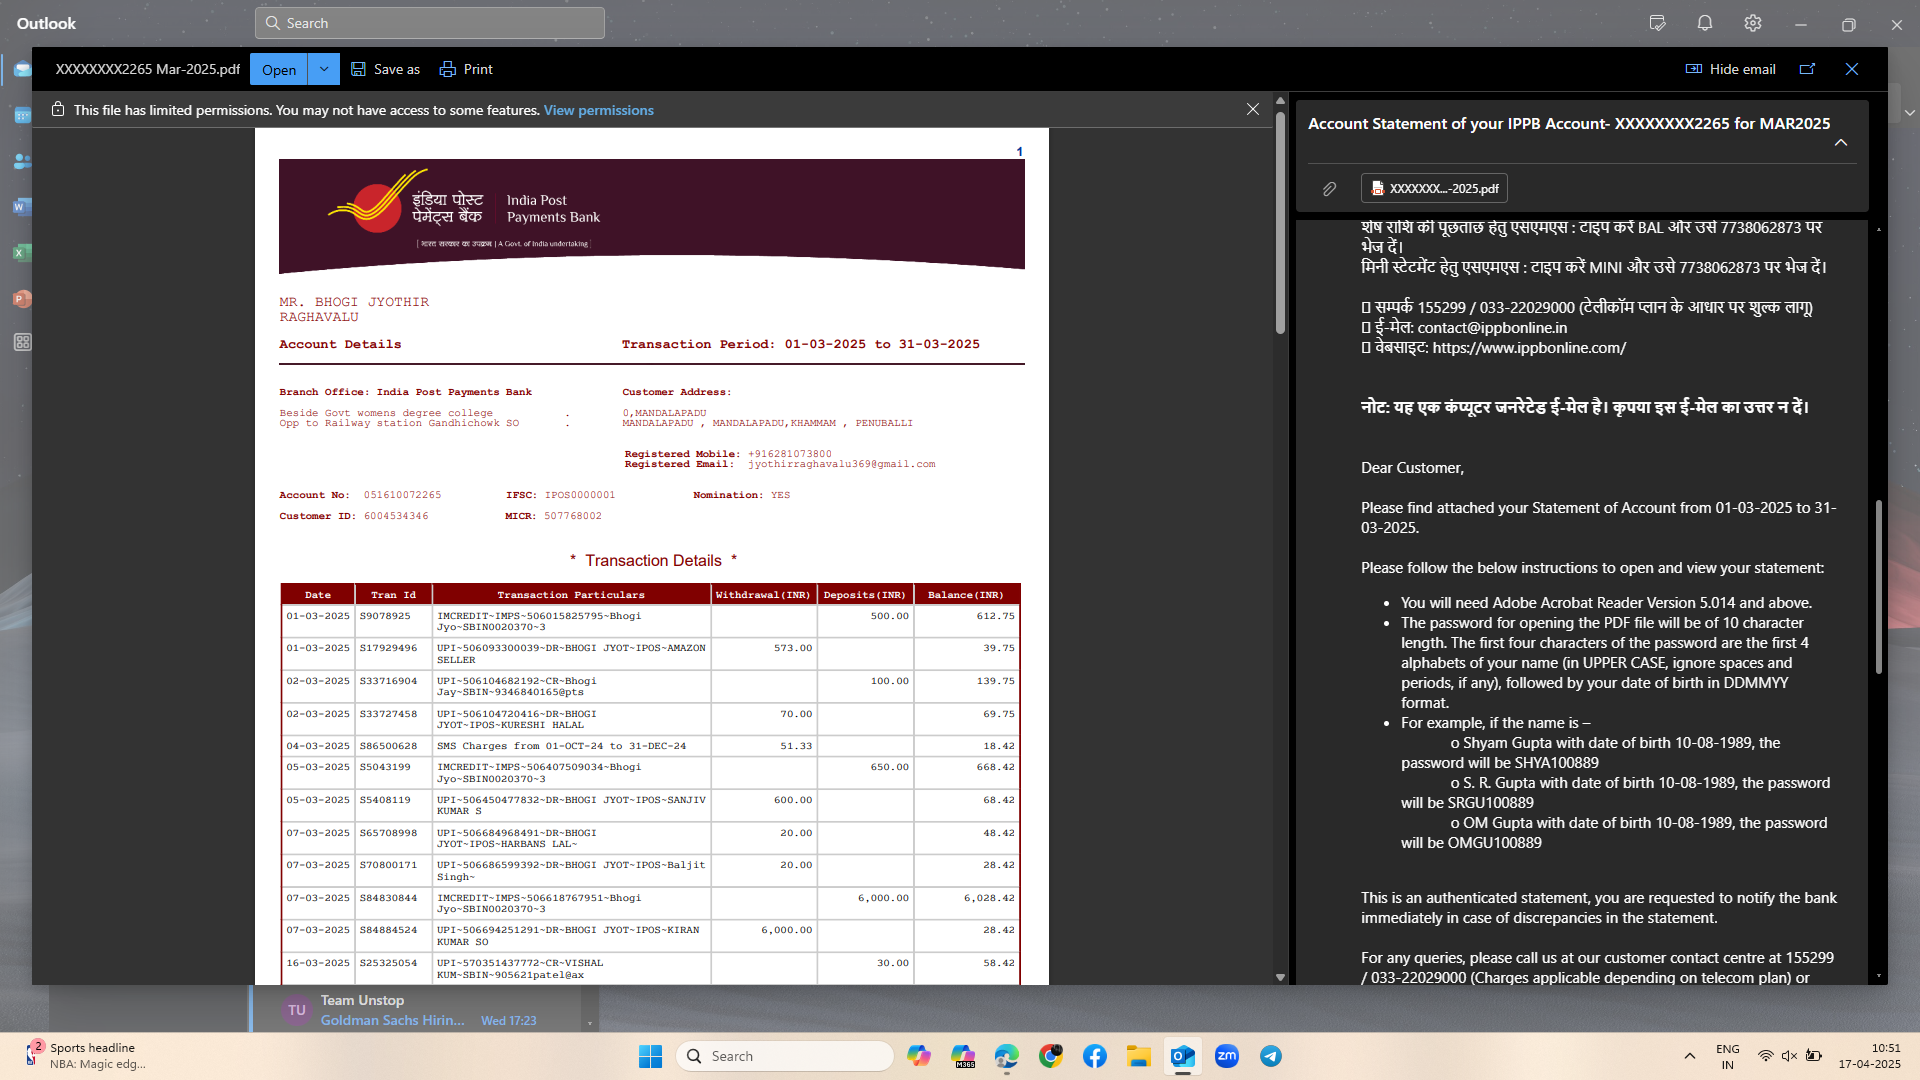 Outlook
Search
XXXXXXXX2265 Mar-2025.pdf
Open
Save as
Print
Hide email
This file has limited permissions. You may not have access to some features. View permissions
1
इंडिया पोस्ट
पेमेंट्स बैंक
India Post
Payments Bank
[ भारत सरकार का उपक्रम | A Govt. of India undertaking ]
MR. BHOGI JYOTHIR
RAGHAVALU
Account Details
Transaction Period: 01-03-2025 to 31-03-2025
Branch Office: India Post Payments Bank
Customer Address:
Beside Govt womens degree college .
0,MANDALAPADU
Opp to Railway station Gandhichowk SO .
MANDALAPADU , MANDALAPADU,KHAMMAM , PENUBALLI
Registered Mobile: +916281073800
Registered Email: jyothirraghavalu369@gmail.com
Account No: 051610072265
IFSC: IPOS0000001
Nomination: YES
Customer ID: 6004534346
MICR: 507768002
* Transaction Details *
Date Tran Id Transaction Particulars Withdrawal(INR) Deposits(INR) Balance(INR)
01-03-2025 S9078925 IMCREDIT~IMPS~506015825795~Bhogi 500.00 612.75
Jyo~SBIN0020370~3
01-03-2025 S17929496 UPI~506093300039~DR~BHOGI JYOT~IPOS~AMAZON 573.00 39.75
SELLER
02-03-2025 S33716904 UPI~506104682192~CR~Bhogi 100.00 139.75
Jay~SBIN~9346840165@pts
02-03-2025 S33727458 UPI~506104720416~DR~BHOGI 70.00 69.75
JYOT~IPOS~KURESHI HALAL
04-03-2025 S86500628 SMS Charges from 01-OCT-24 to 31-DEC-24 51.33 18.42
05-03-2025 S5043199 IMCREDIT~IMPS~506407509034~Bhogi 650.00 668.42
Jyo~SBIN0020370~3
05-03-2025 S5408119 UPI~506450477832~DR~BHOGI JYOT~IPOS~SANJIV 600.00 68.42
KUMAR S
07-03-2025 S65708998 UPI~506684968491~DR~BHOGI 20.00 48.42
JYOT~IPOS~HARBANS LAL~
07-03-2025 S70800171 UPI~506686599392~DR~BHOGI JYOT~IPOS~Baljit 20.00 28.42
Singh~
07-03-2025 S84830844 IMCREDIT~IMPS~506618767951~Bhogi 6,000.00 6,028.42
Jyo~SBIN0020370~3
07-03-2025 S84884524 UPI~506694251291~DR~BHOGI JYOT~IPOS~KIRAN 6,000.00 28.42
KUMAR SO
16-03-2025 S25325054 UPI~570351437772~CR~VISHAL 30.00 58.42
KUM~SBIN~905621patel@ax
Account Statement of your IPPB Account- XXXXXXXX2265 for MAR2025
XXXXXXX...-2025.pdf
शेष राशि की पूछताछ हेतु एसएमएस : टाइप करें BAL और उसे 7738062873 पर
भेज दें।
मिनी स्टेटमेंट हेतु एसएमएस : टाइप करें MINI और उसे 7738062873 पर भेज दें।
सम्पर्क 155299 / 033-22029000 (टेलीकॉम प्लान के आधार पर शुल्क लागू)
ई-मेल: contact@ippbonline.in
वेबसाइट: https://www.ippbonline.com/
नोट: यह एक कंप्यूटर जनरेटेड ई-मेल है। कृपया इस ई-मेल का उत्तर न दें।
Dear Customer,
Please find attached your Statement of Account from 01-03-2025 to 31-
03-2025.
Please follow the below instructions to open and view your statement:
• You will need Adobe Acrobat Reader Version 5.014 and above.
• The password for opening the PDF file will be of 10 character
length. The first four characters of the password are the first 4
alphabets of your name (in UPPER CASE, ignore spaces and
periods, if any), followed by your date of birth in DDMMYY
format.
• For example, if the name is –
o Shyam Gupta with date of birth 10-08-1989, the
password will be SHYA100889
o S. R. Gupta with date of birth 10-08-1989, the password
will be SRGU100889
o OM Gupta with date of birth 10-08-1989, the password
will be OMGU100889
This is an authenticated statement, you are requested to notify the bank
immediately in case of discrepancies in the statement.
For any queries, please call us at our customer contact centre at 155299
/ 033-22029000 (Charges applicable depending on telecom plan) or
TU
Team Unstop
Goldman Sachs Hirin... Wed 17:23
2
Sports headline
NBA: Magic edg...
Search
M365
zm
ENG
IN
10:51
17-04-2025